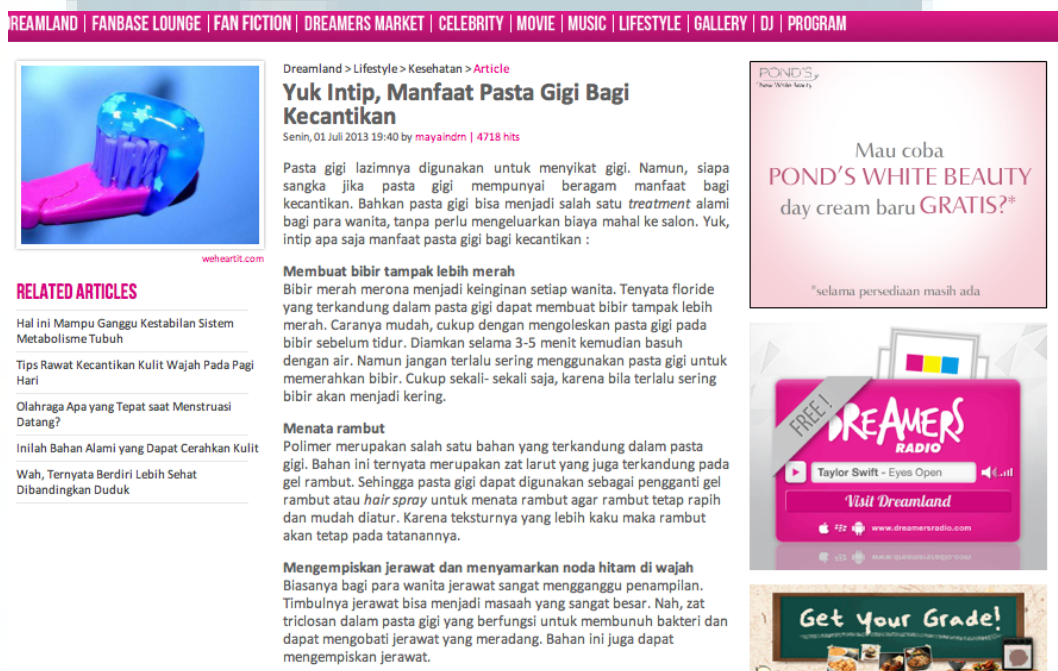 DREAMLAND | FANBASE LOUNGE | FAN FICTION | DREAMERS MARKET | CELEBRITY | MOVIE | MUSIC | LIFESTYLE | GALLERY | DJ | PROGRAM
weheartit.com
RELATED ARTICLES
Hal ini Mampu Ganggu Kestabilan Sistem
Metabolisme Tubuh
Tips Rawat Kecantikan Kulit Wajah Pada Pagi
Hari
Olahraga Apa yang Tepat saat Menstruasi
Datang?
Inilah Bahan Alami yang Dapat Cerahkan Kulit
Wah, Ternyata Berdiri Lebih Sehat
Dibandingkan Duduk
Dreamland > Lifestyle > Kesehatan > Article
Yuk Intip, Manfaat Pasta Gigi Bagi
Kecantikan
Senin, 01 Juli 2013 19:40 by mayaindrn | 4718 hits
Pasta gigi lazimnya digunakan untuk menyikat gigi. Namun, siapa
sangka jika pasta gigi mempunyai beragam manfaat bagi
kecantikan. Bahkan pasta gigi bisa menjadi salah satu treatment alami
bagi para wanita, tanpa perlu mengeluarkan biaya mahal ke salon. Yuk,
intip apa saja manfaat pasta gigi bagi kecantikan :
Membuat bibir tampak lebih merah
Bibir merah merona menjadi keinginan setiap wanita. Tenyata floride
yang terkandung dalam pasta gigi dapat membuat bibir tampak lebih
merah. Caranya mudah, cukup dengan mengoleskan pasta gigi pada
bibir sebelum tidur. Diamkan selama 3-5 menit kemudian basuh
dengan air. Namun jangan terlalu sering menggunakan pasta gigi untuk
memerahkan bibir. Cukup sekali- sekali saja, karena bila terlalu sering
bibir akan menjadi kering.
Menata rambut
Polimer merupakan salah satu bahan yang terkandung dalam pasta
gigi. Bahan ini ternyata merupakan zat larut yang juga terkandung pada
gel rambut. Sehingga pasta gigi dapat digunakan sebagai pengganti gel
rambut atau hair spray untuk menata rambut agar rambut tetap rapih
dan mudah diatur. Karena teksturnya yang lebih kaku maka rambut
akan tetap pada tatanannya.
Mengempiskan jerawat dan menyamarkan noda hitam di wajah
Biasanya bagi para wanita jerawat sangat mengganggu penampilan.
Timbulnya jerawat bisa menjadi masaah yang sangat besar. Nah, zat
triclosan dalam pasta gigi yang berfungsi untuk membunuh bakteri dan
dapat mengobati jerawat yang meradang. Bahan ini juga dapat
mengempiskan jerawat.
POND'S
Mau coba
POND'S WHITE BEAUTY
day cream baru GRATIS?*
*selama persediaan masih ada
FREE!
DREAMERS
RADIO
Taylor Swift - Eyes Open
Visit Dreamland
www.dreamersradio.com
Get your Grade!